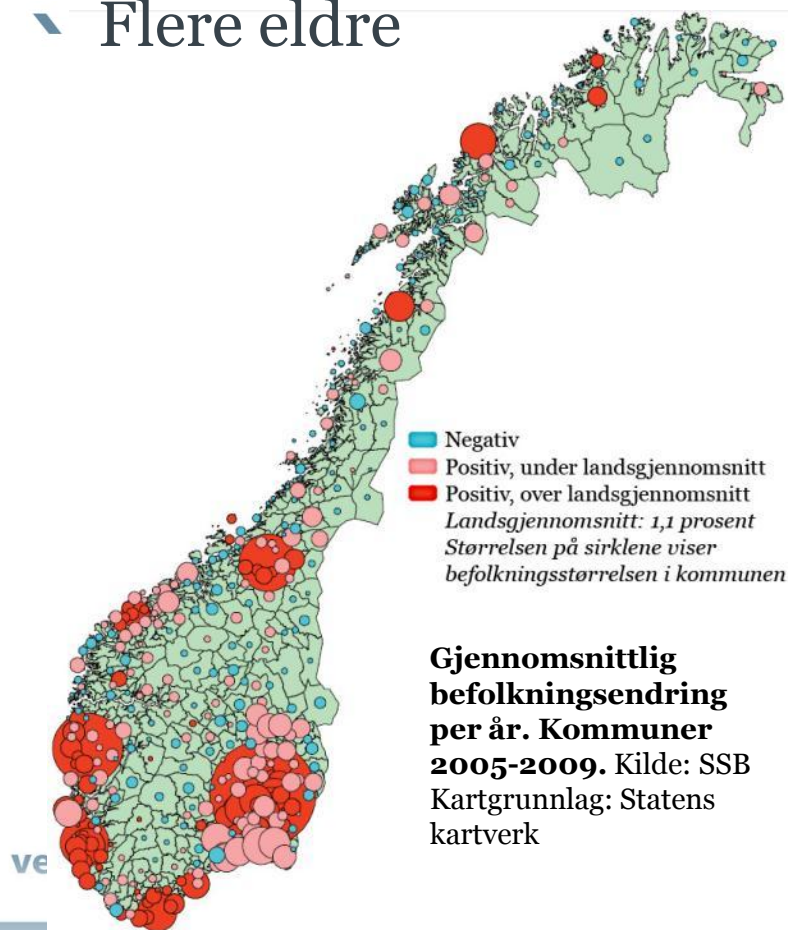 Flere eldre
Negativ
Positiv, under landsgjennomsnitt
Positiv, over landsgjennomsnitt
Landsgjennomsnitt: 1,1 prosent
Størrelsen på sirklene viser
befolkningsstørrelsen i kommunen
Gjennomsnittlig
befolkningsendring
per år. Kommuner
2005-2009. Kilde: SSB
Kartgrunnlag: Statens
kartverk
ve